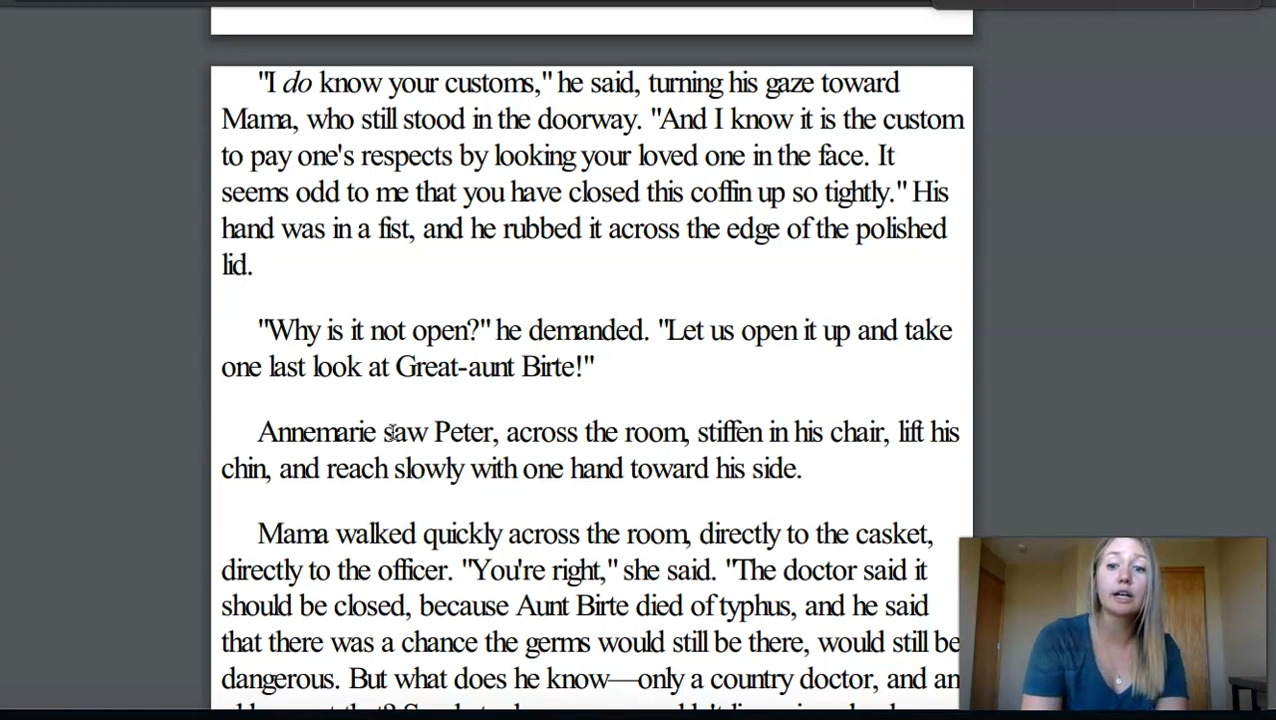 "I do know your customs," he said, turning his gaze toward
Mama, who still stood in the doorway. "And I know it is the custom
to pay one's respects by looking your loved one in the face. It
seems odd to me that you have closed this coffin up so tightly." His
hand was in a fist, and he rubbed it across the edge of the polished
lid.
"Why is it not open?" he demanded. "Let us open it up and take
one last look at Great-aunt Birte!"
Annemarie saw Peter, across the room, stiffen in his chair, lift his
chin, and reach slowly with one hand toward his side.
Mama walked quickly across the room, directly to the casket,
directly to the officer. "You're right," she said. "The doctor said it
should be closed, because Aunt Birte died of typhus, and he said
that there was a chance the germs would still be there, would still be
dangerous. But what does he know—only a country doctor, and an